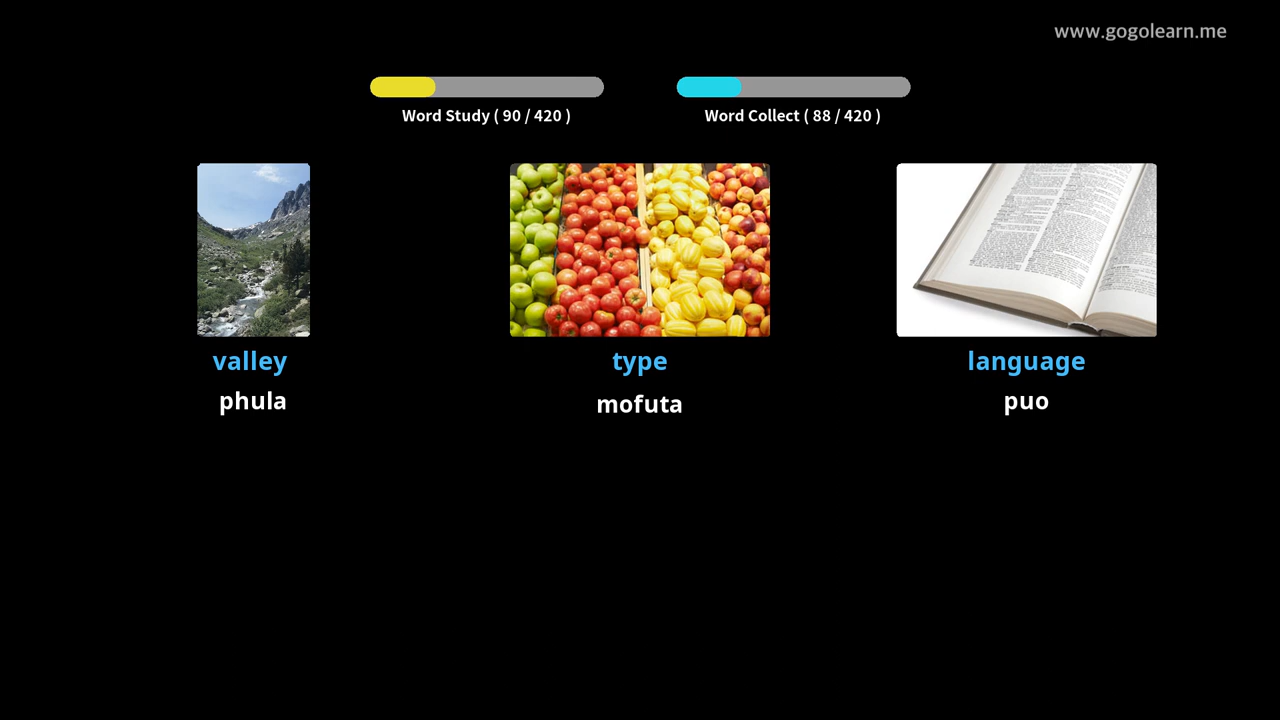 www.gogolearn.me
Word Study ( 90 / 420 )
Word Collect ( 88 / 420 )
valley
type
language
phula
mofuta
puo